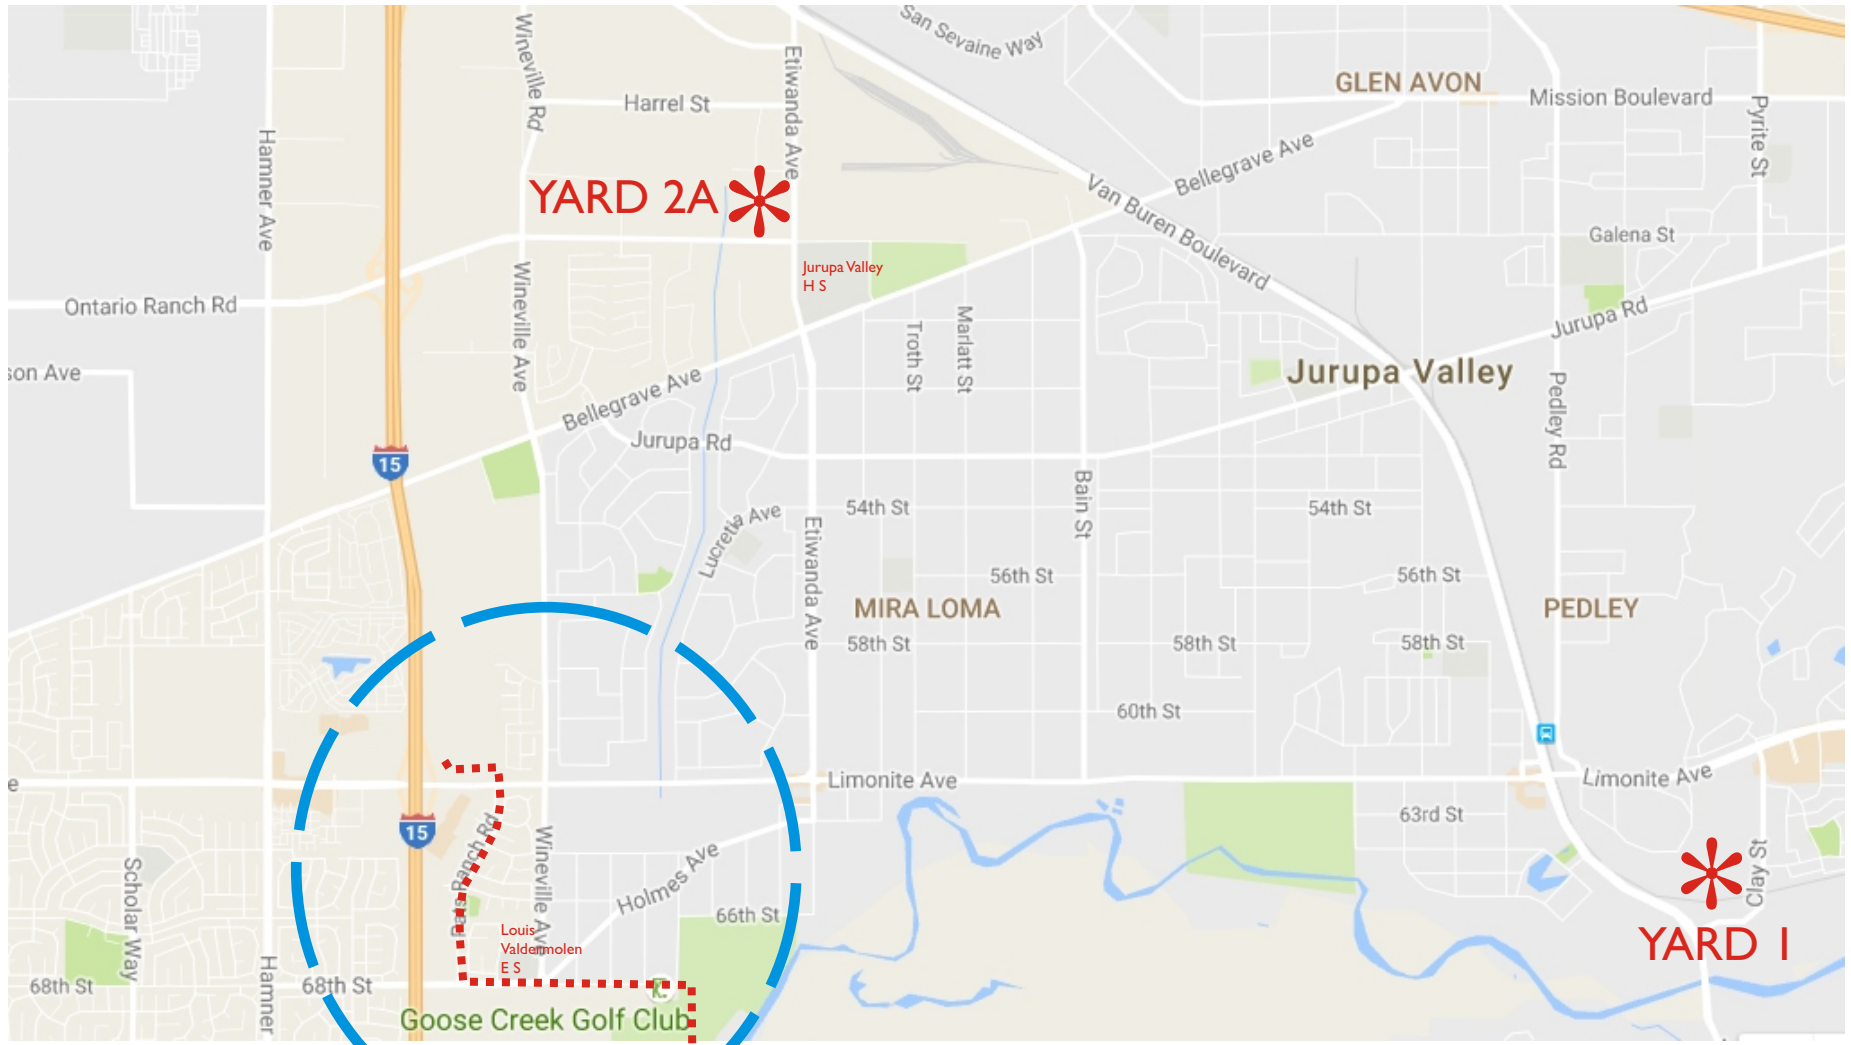 San Sevaine Way
Wineville Rd
Etiwanda Ave
GLEN AVON
Mission Boulevard
Harrel St
Pyrite St
Hamner Ave
Bellegrave Ave
YARD 2A
Van Buren Boulevard
Galena St
Jurupa Valley
H S
Ontario Ranch Rd
Wineville Ave
Troth St
Marlatt St
Jurupa Rd
son Ave
Jurupa Valley
Bellegrave Ave
Pedley Rd
Jurupa Rd
15
Bain St
54th St
54th St
Lucretia Ave
Etiwanda Ave
56th St
56th St
MIRA LOMA
PEDLEY
58th St
58th St
58th St
60th St
e
Limonite Ave
Limonite Ave
63rd St
15
Ranch Rd
Wineville Ave
Holmes Ave
Clay St
Scholar Way
66th St
Louis
Valdermolen
E S
YARD 1
Hamner
68th St
68th St
Goose Creek Golf Club